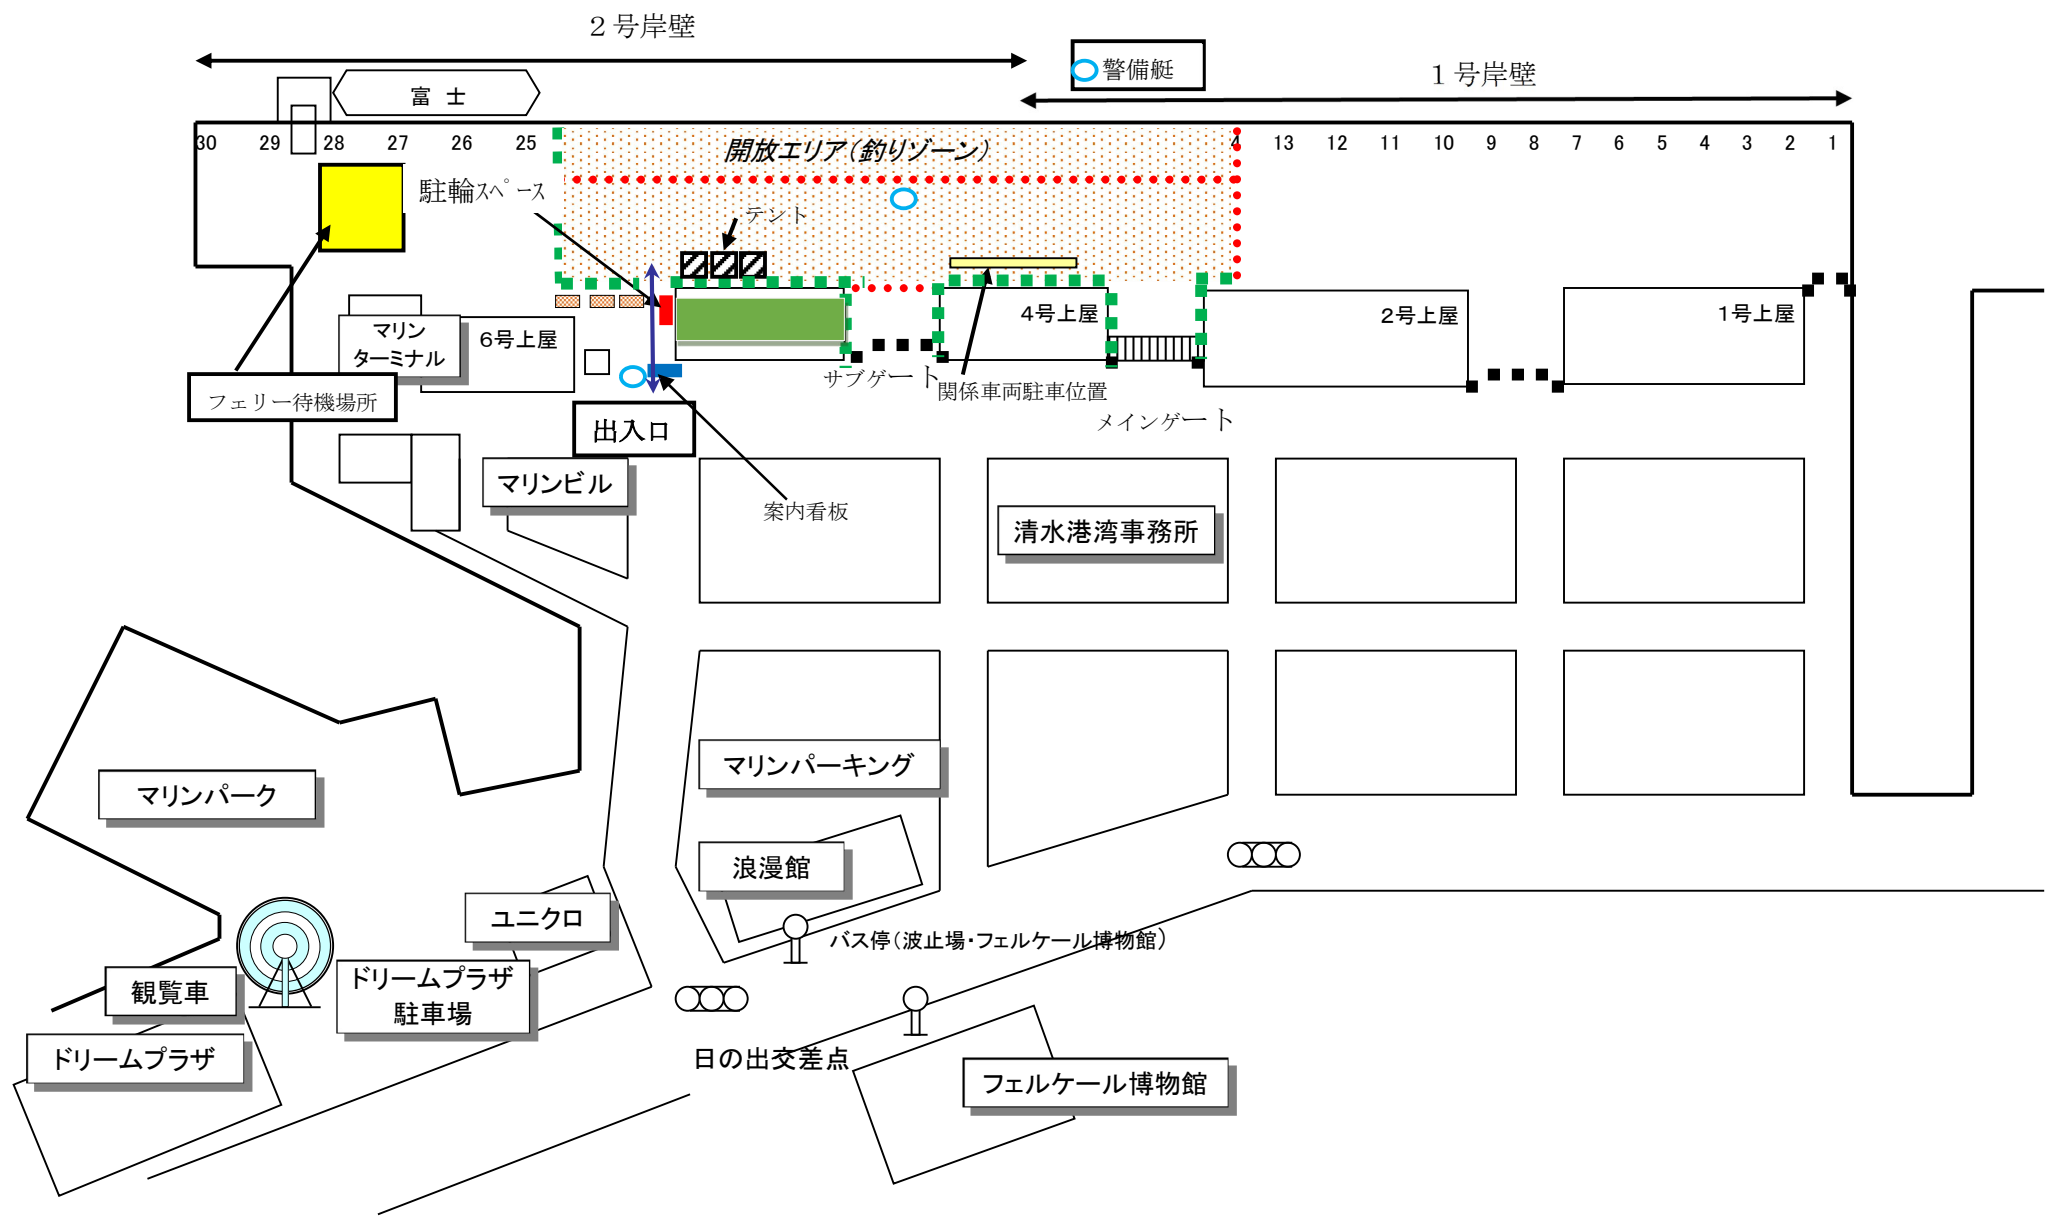 ２号岸壁
警備艇
１号岸壁
富 士
30 29 28 27 26 25
開放エリア（釣りゾーン）
4 13 12 11 10 9 8 7 6 5 4 3 2 1
駐輪スペース
テント
マリン
ターミナル
6号上屋
4号上屋
2号上屋
1号上屋
サブゲート
関係車両駐車位置
メインゲート
フェリー待機場所
出入口
マリンビル
案内看板
清水港湾事務所
マリンパーキング
マリンパーク
浪漫館
ユニクロ
バス停（波止場・フェルケール博物館）
観覧車
ドリームプラザ
駐車場
ドリームプラザ
日の出交差点
フェルケール博物館